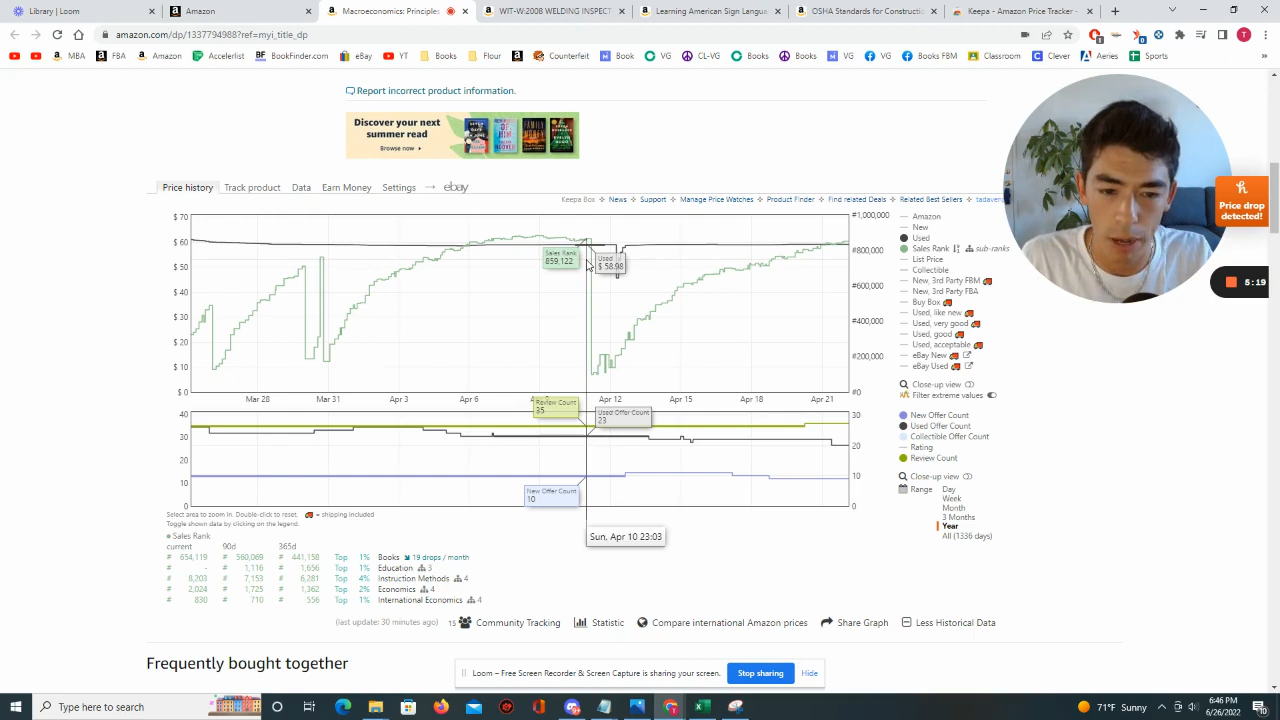 Library | Loom
Amazon
Macroeconomics: Principles
WIT-W:2008 WELDING INSPECT
Learning American Sign Langu
OSHA Standards for Constructi
Keepa - Amazon Price Tracker -
amazon.com/dp/1337794988?ref=myi_title_dp
MBA
FBA
Amazon
Accelerlist
BookFinder.com
eBay
YT
TikToks
Flour
Counterfeit
Book
VG
Books
Books
VG
VG
Books FBM
Classroom
Clever
Aeries
Sports
Report incorrect product information.
Discover your next
summer read
Browse now
Price history
Track product
Data
Earn Money
Settings
ebay
Keepa Box
News
Support
Manage Price Watches
Product Finder
Find related Deals
Related Best Sellers
Price drop
detected!
5:19
$ 70
$ 60
$ 50
$ 40
$ 30
$ 20
$ 10
$ 0
#1,000,000
#800,000
#600,000
#400,000
#200,000
#0
Sales Rank
859,122
Used
$ 58.98
Mar 28
Mar 31
Apr 3
Apr 6
Apr 12
Apr 15
Apr 18
Apr 21
Amazon
New
Used
Sales Rank
sub-ranks
List Price
Collectible
New, 3rd Party FBM
New, 3rd Party FBA
Buy Box
Used, like new
Used, very good
Used, good
Used, acceptable
eBay New
eBay Used
Close-up view
Filter extreme values
40
30
20
10
0
30
20
10
0
Review Count
35
Used Offer Count
23
New Offer Count
10
Sun, Apr 10 23:03
New Offer Count
Used Offer Count
Collectible Offer Count
Rating
Review Count
Close-up view
Range
Day
Week
Month
3 Months
Year
All (1336 days)
Select area to zoom in. Double-click to reset.
= shipping included
Toggle shown data by clicking on the legend.
Sales Rank
current 90d 365d
# 654,119 # 560,069 # 441,158 Top 1% Books 19 drops / month
# - # 1,116 # 1,656 Top 1% Education 3
# 8,203 # 7,153 # 6,281 Top 4% Instruction Methods 4
# 2,024 # 1,725 # 1,362 Top 2% Economics 4
# 830 # 710 # 556 Top 1% International Economics 4
(last update: 30 minutes ago)
15 Community Tracking
Statistic
Compare international Amazon prices
Share Graph
Less Historical Data
Frequently bought together
Loom – Free Screen Recorder & Screen Capture is sharing your screen.
Stop sharing
Hide
Type here to search
71°F Sunny
6:46 PM
6/26/2022